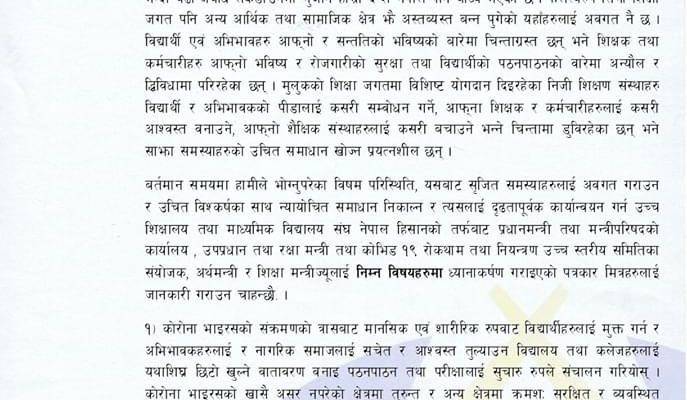 जगत पनि अन्य आर्थिक तथा सामाजिक क्षेत्र झै अस्तव्यस्त बन्न पुगेको यहाँहरुलाई अवगत नै छ ।
विद्यार्थी एवं अभिभावहरु आफ्नो र सन्ततिको भविष्यको बारेमा चिन्ताग्रस्त छन् भने शिक्षक तथा
कर्मचारीहरु आफ्नो भविष्य र रोजगारीको सुरक्षा तथा विद्यार्थीको पठनपाठनको बारेमा अन्यौल र
द्विविधामा परिरहेका छन् । मुलुकको शिक्षा जगतमा विशिष्ट योगदान दिइरहेका निजी शिक्षण संस्थाहरु
विद्यार्थी र अभिभावकको पीडालाई कसरी सम्बोधन गर्ने, आफ्ना शिक्षक र कर्मचारीहरुलाई कसरी
आश्वस्त बनाउने, आफ्नो शैक्षिक संस्थाहरुलाई कसरी बचाउने भन्ने चिन्तामा डुविरहेका छन् भने
साभ्ना समस्याहरुको उचित समाधान खोज्न प्रयत्नशील छन् ।
बर्तमान समयमा हामीले भोग्नुपरेका विषम परिस्थिति, यसबाट सृजित समस्याहरुलाई अवगत गराउन
र उचित विश्कर्षका साथ न्यायोचित समाधान निकाल्न र त्यसलाई दृढतापूर्वक कार्यान्वयन गर्न उच्च
शिक्षालय तथा माध्यमिक विद्यालय संघ नेपाल हिसानको तर्फबाट प्रधानमन्त्री तथा मन्त्रीपरिषदको
कार्यालय , उपप्रधान तथा रक्षा मन्त्री तथा कोभिड १९ रोकथाम तथा नियन्त्रण उच्च स्तरीय समितिका
संयोजक, अर्थमन्त्री र शिक्षा मन्त्रीज्यूलाई निम्न विषयहरुमा ध्यानाकर्षण गराइएको पत्रकार मित्रहरुलाई
जानकारी गराउन चाहन्छौ. ।
१) कोरोना भाइरसको संक्रमणको त्रासबाट मानसिक एवं शारीरिक रुपबाट विद्यार्थीहरुलाई मुक्त गर्न र
अभिभावकहरुलाई र नागरिक समाजलाई सचेत र आश्वस्त तुल्याउन विद्यालय तथा कलेजहरुलाई
यथाशिघ्र छिटो खुल्ने वातावरण बनाइ पठनपाठन तथा परीक्षालाई सुचारु रुपले संचालन गरियोस् ।
कोरोना भाइरसको खासै असर नपरेको क्षेत्रमा तुरुन्त र अन्य क्षेत्रमा क्रमशः सुरक्षित र व्यवस्थित